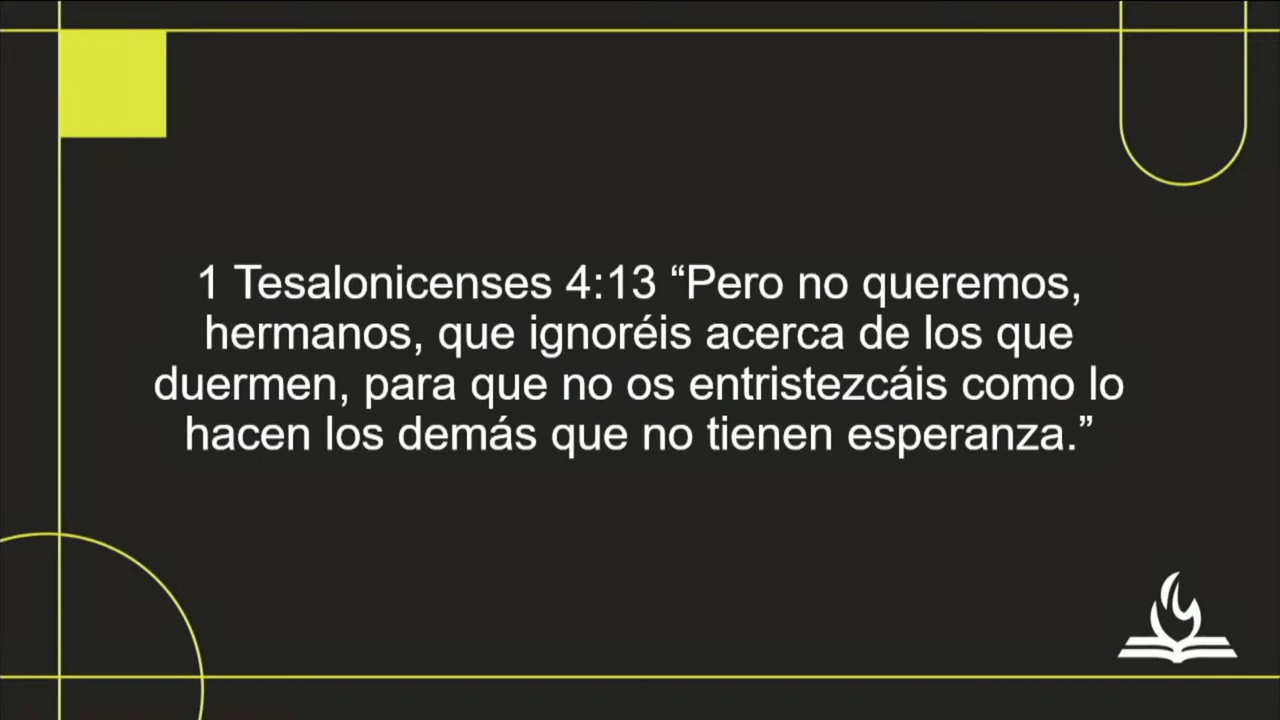 1 Tesalonicenses 4:13 “Pero no queremos,
hermanos, que ignoréis acerca de los que
duermen, para que no os entristezcáis como lo
hacen los demás que no tienen esperanza.”